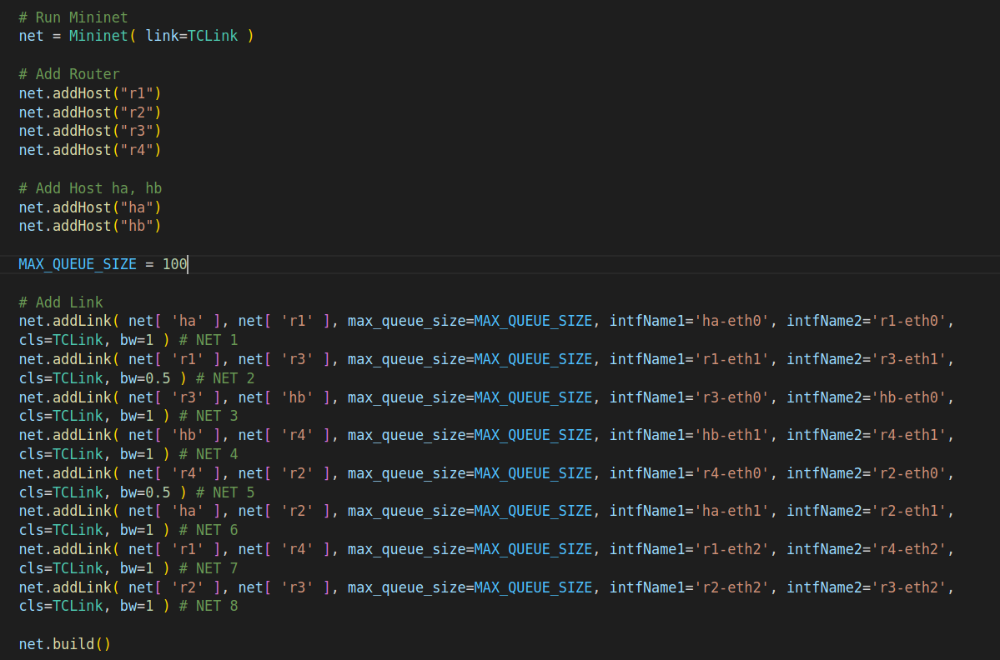 # Run Mininet
net = Mininet( link=TCLink )
# Add Router
net.addHost("r1")
net.addHost("r2")
net.addHost("r3")
net.addHost("r4")
# Add Host ha, hb
net.addHost("ha")
net.addHost("hb")
MAX_QUEUE_SIZE = 100
# Add Link
net.addLink( net[ 'ha' ], net[ 'r1' ], max_queue_size=MAX_QUEUE_SIZE, intfName1='ha-eth0', intfName2='r1-eth0',
cls=TCLink, bw=1 ) # NET 1
net.addLink( net[ 'r1' ], net[ 'r3' ], max_queue_size=MAX_QUEUE_SIZE, intfName1='r1-eth1', intfName2='r3-eth1',
cls=TCLink, bw=0.5 ) # NET 2
net.addLink( net[ 'r3' ], net[ 'hb' ], max_queue_size=MAX_QUEUE_SIZE, intfName1='r3-eth0', intfName2='hb-eth0',
cls=TCLink, bw=1 ) # NET 3
net.addLink( net[ 'hb' ], net[ 'r4' ], max_queue_size=MAX_QUEUE_SIZE, intfName1='hb-eth1', intfName2='r4-eth1',
cls=TCLink, bw=1 ) # NET 4
net.addLink( net[ 'r4' ], net[ 'r2' ], max_queue_size=MAX_QUEUE_SIZE, intfName1='r4-eth0', intfName2='r2-eth0',
cls=TCLink, bw=0.5 ) # NET 5
net.addLink( net[ 'ha' ], net[ 'r2' ], max_queue_size=MAX_QUEUE_SIZE, intfName1='ha-eth1', intfName2='r2-eth1',
cls=TCLink, bw=1 ) # NET 6
net.addLink( net[ 'r1' ], net[ 'r4' ], max_queue_size=MAX_QUEUE_SIZE, intfName1='r1-eth2', intfName2='r4-eth2',
cls=TCLink, bw=1 ) # NET 7
net.addLink( net[ 'r2' ], net[ 'r3' ], max_queue_size=MAX_QUEUE_SIZE, intfName1='r2-eth2', intfName2='r3-eth2',
cls=TCLink, bw=1 ) # NET 8
net.build()